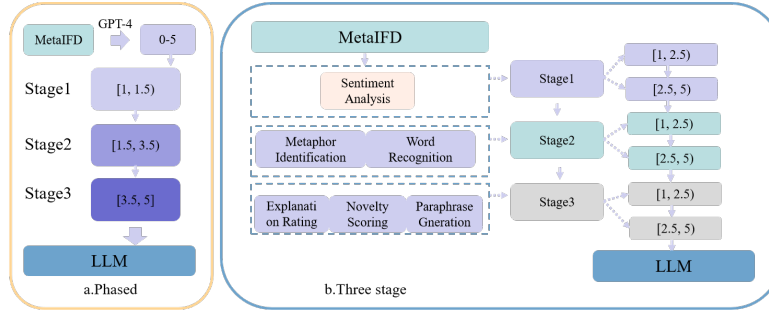 GPT-4
MetaIFD
0-5
Stage1
[1, 1.5)
Stage2
[1.5, 3.5)
Stage3
[3.5, 5]
LLM
a.Phased
MetaIFD
Sentiment
Analysis
Metaphor
Identification
Word
Recognition
Explanati
on Rating
Novelty
Scoring
Paraphrase
Gneration
Stage1
Stage2
Stage3
[1, 2.5)
[2.5, 5)
[1, 2.5)
[2.5, 5)
[1, 2.5)
[2.5, 5)
LLM
b.Three stage